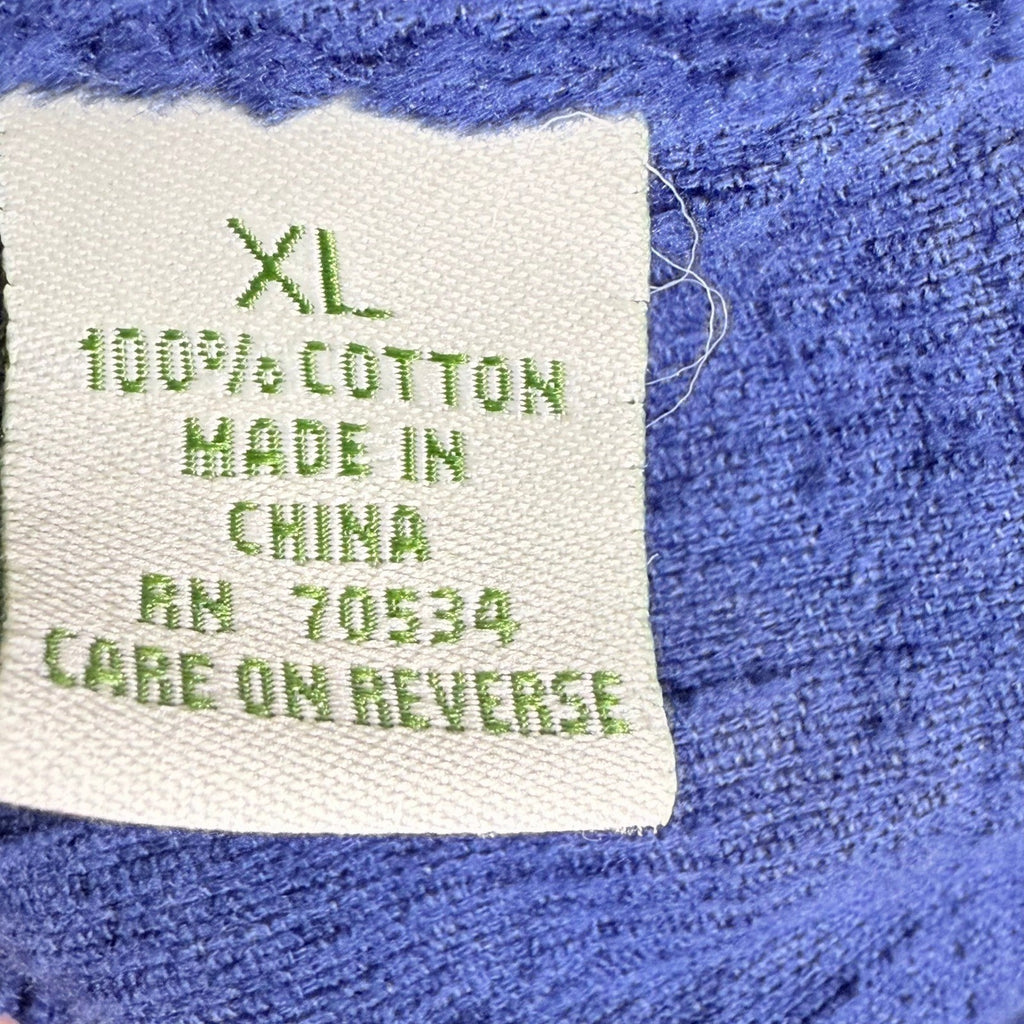 XL
100% COTTON
MADE IN
CHINA
RN 70534
CARE ON REVERSE